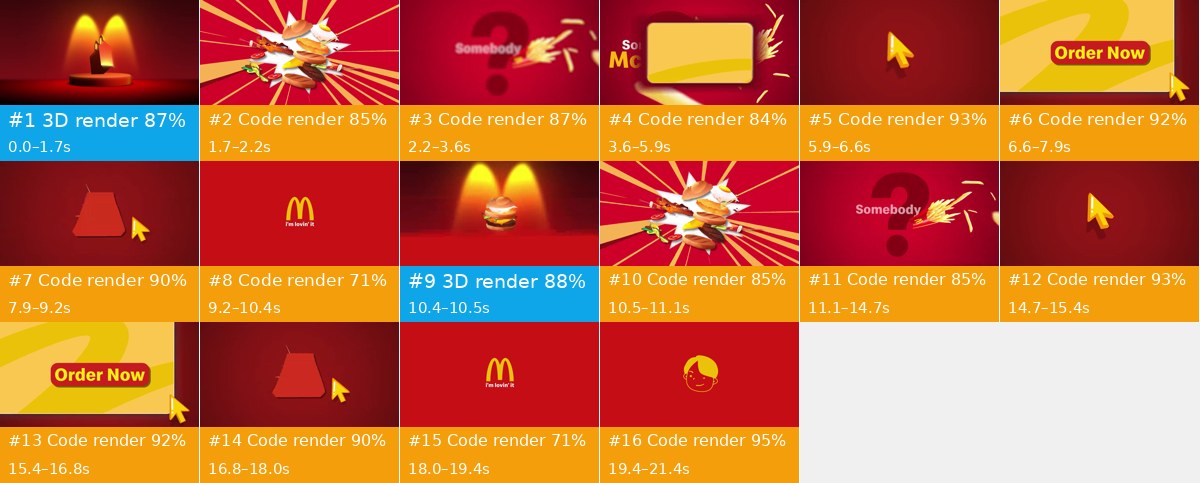 #1 3D render 87%
0.0–1.7s
#2 Code render 85%
1.7–2.2s
?
Somebody
#3 Code render 87%
2.2–3.6s
So
Mc
#4 Code render 84%
3.6–5.9s
#5 Code render 93%
5.9–6.6s
Order Now
#6 Code render 92%
6.6–7.9s
#7 Code render 90%
7.9–9.2s
i'm lovin' it
#8 Code render 71%
9.2–10.4s
#9 3D render 88%
10.4–10.5s
#10 Code render 85%
10.5–11.1s
?
Somebody
#11 Code render 85%
11.1–14.7s
#12 Code render 93%
14.7–15.4s
Order Now
#13 Code render 92%
15.4–16.8s
#14 Code render 90%
16.8–18.0s
i'm lovin' it
#15 Code render 71%
18.0–19.4s
#16 Code render 95%
19.4–21.4s